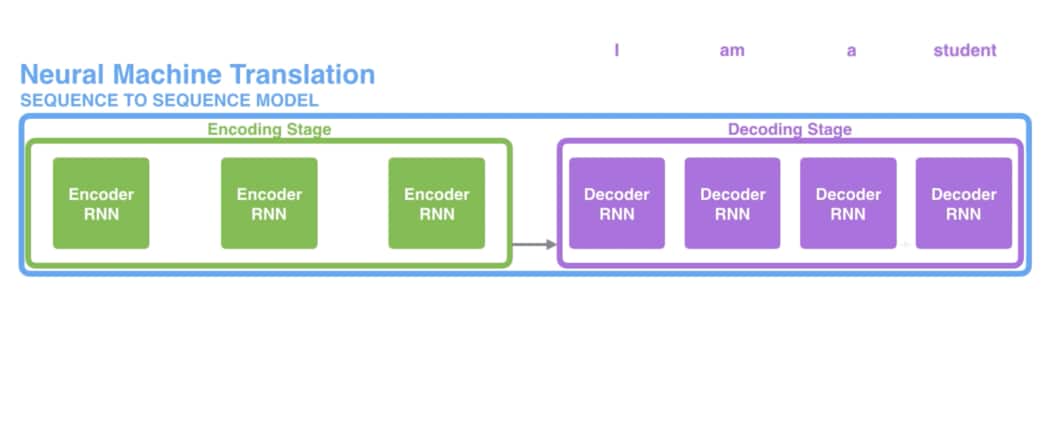 I am a student
Neural Machine Translation
SEQUENCE TO SEQUENCE MODEL
Encoding Stage
Decoding Stage
Encoder
RNN
Encoder
RNN
Encoder
RNN
Decoder
RNN
Decoder
RNN
Decoder
RNN
Decoder
RNN